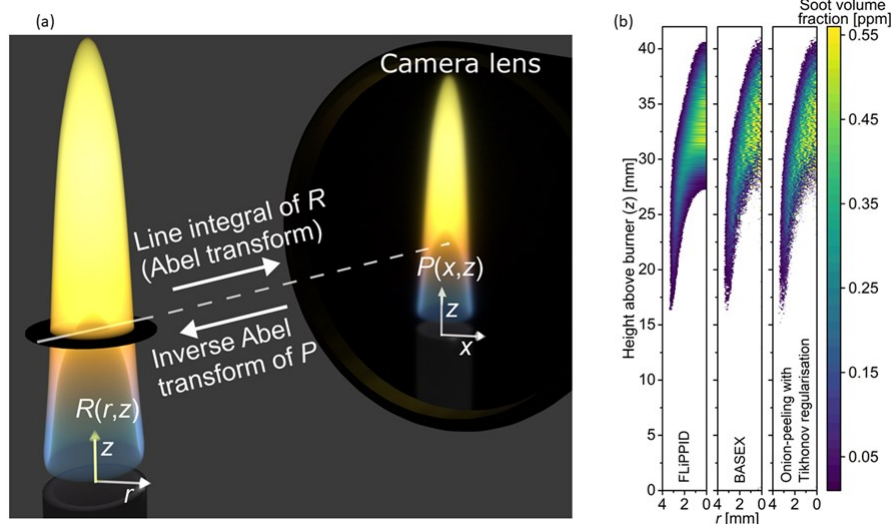 (a)
Camera lens
Line integral of R
(Abel transform)
P(x,z)
z
x
Inverse Abel
transform of P
R(r,z)
z
r
(b)
Soot volume
fraction [ppm]
Height above burner (z) [mm]
40
35
30
25
20
15
10
5
0
FLiPPID
BASEX
Onion-peeling with
Tikhonov regularisation
4 2 0 4 2 0 4 2 0
r [mm]
0.55
0.45
0.35
0.25
0.15
0.05